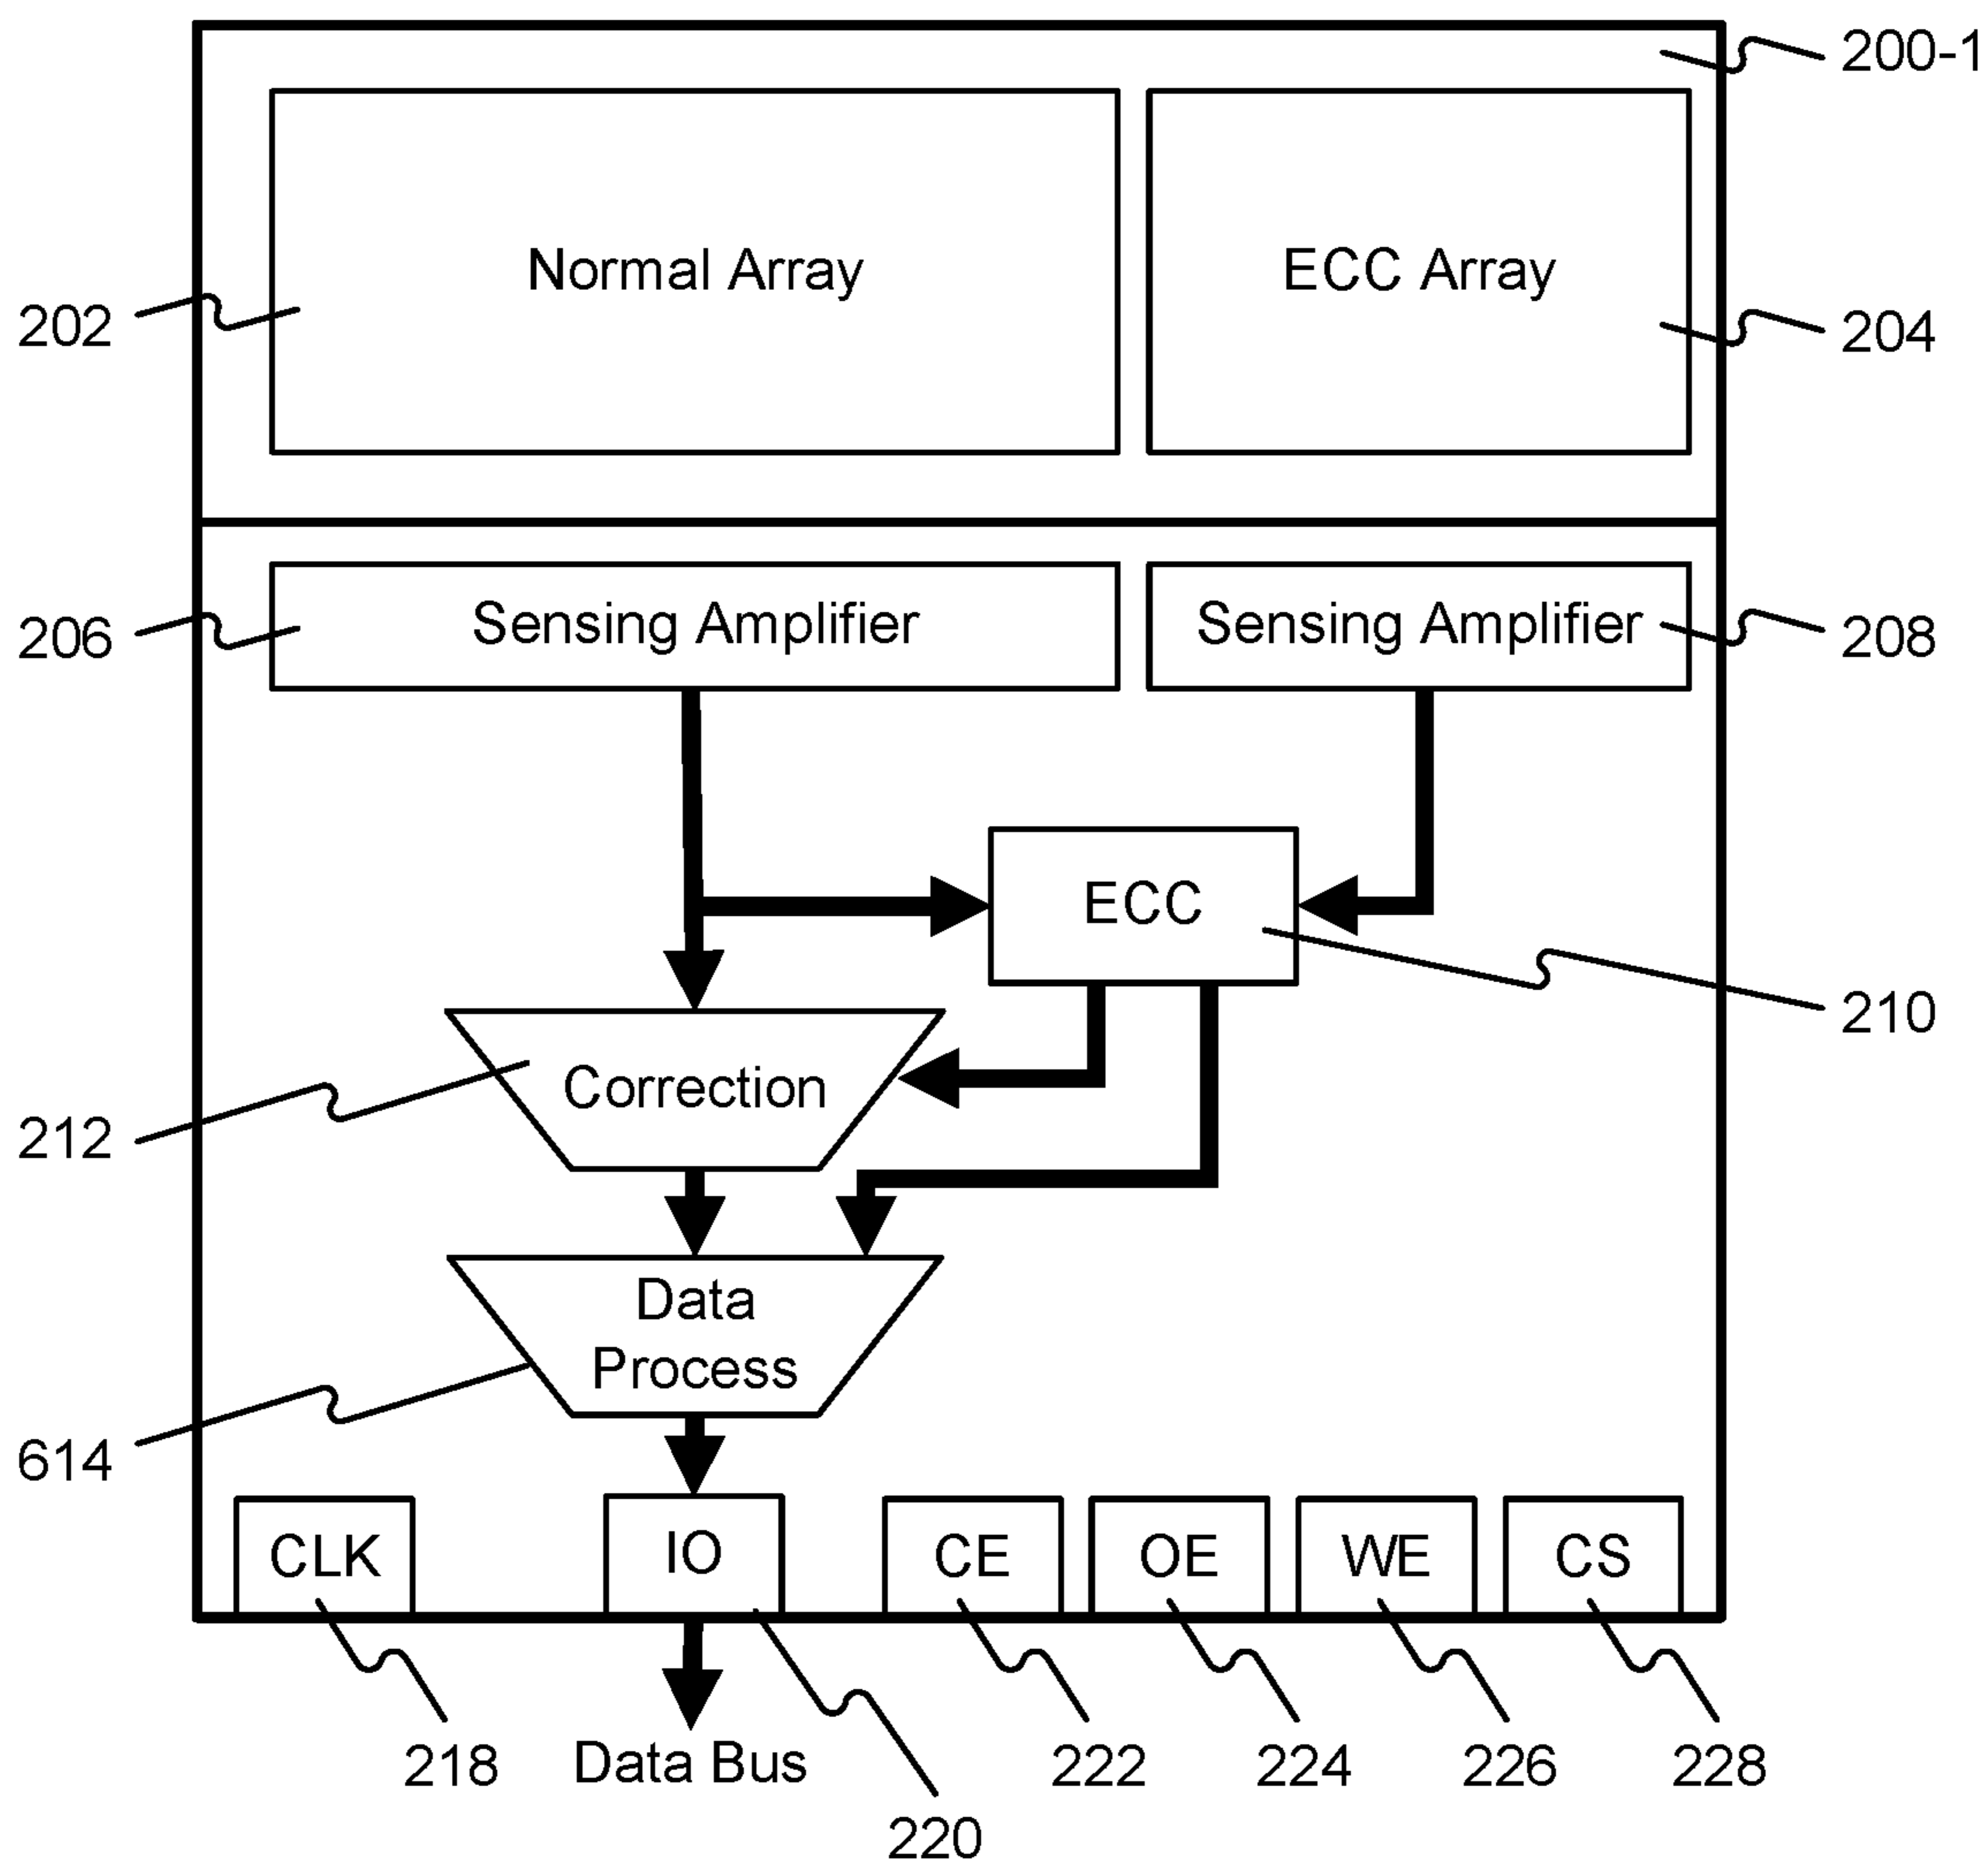 200-1
Normal Array
ECC Array
202
204
Sensing Amplifier
Sensing Amplifier
206
208
ECC
210
Correction
212
Data
Process
614
CLK
IO
CE
OE
WE
CS
218
Data Bus
222
224
226
228
220